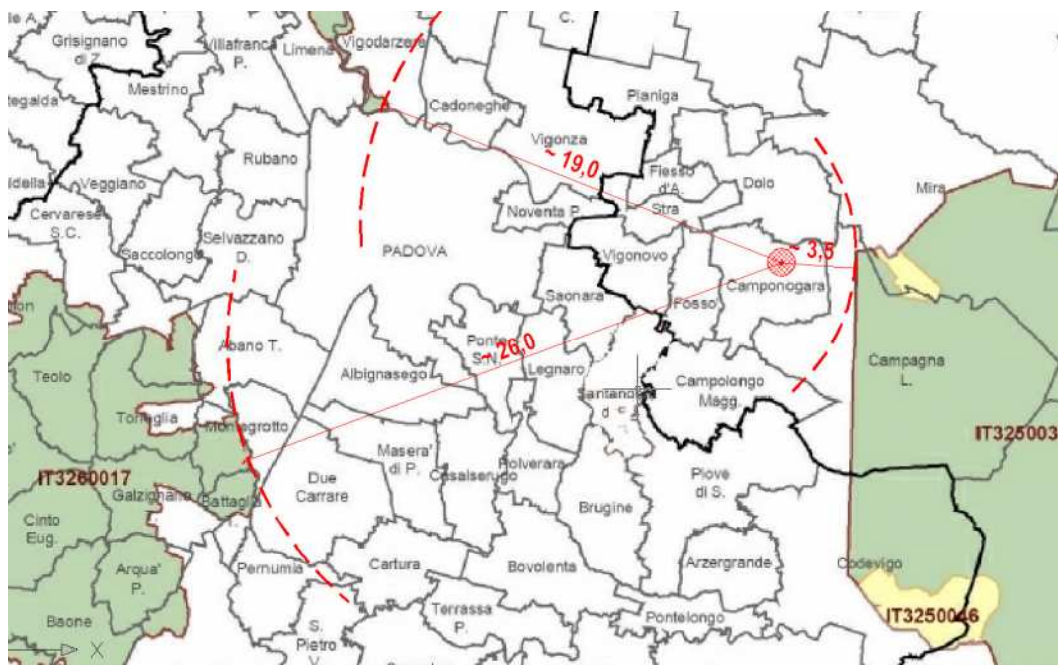 le A.
Grisignano
di Z.
Villafranca
P.
Limena
Vigodarzere
C.
Mestrino
Cadoneghe
Pianiga
Vigonza
Rubano
~ 19,0
Fiesso
d'A.
Dolo
Mira
Veggiano
Cervarese
S.C.
Saccolongo
Selvazzano
D.
Noventa P.
Stra
PADOVA
Vigonovo
~ 3,5
Camponogara
Saonara
Fosso
Abano T.
Ponte
S.N.
~ 26,0
Teolo
Albignasego
Legnaro
Campagna
L.
Campolongo
Magg.
Torreglia
Montegrotto
IT325003
Masera'
di P.
Casalserugo
Polverara
IT3260017
Galzignano
Battaglia
T.
Due
Carrare
Piove
di S.
Brugine
Cinto
Eug.
Arqua'
P.
Pernumia
Cartura
Bovolenta
Arzergrande
Codevigo
Baone
Terrassa
P.
Pontelongo
IT3250046
S.
Pietro
V.
X